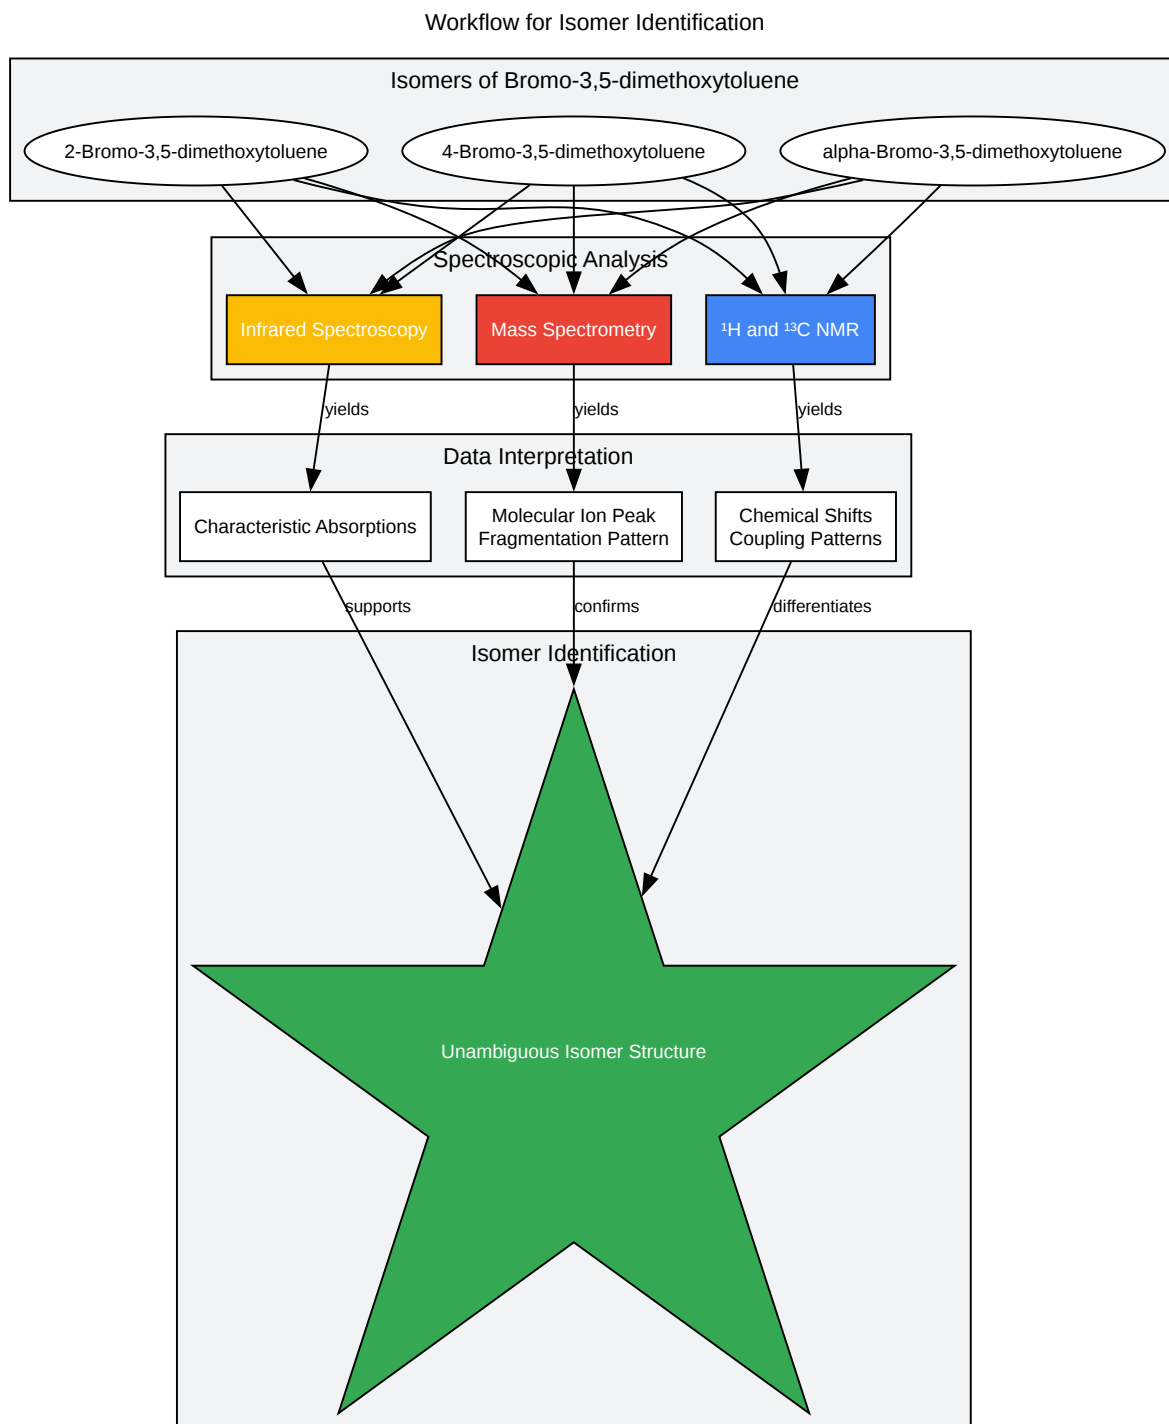 Workflow for Isomer Identification
Isomers of Bromo-3,5-dimethoxytoluene
2-Bromo-3,5-dimethoxytoluene
4-Bromo-3,5-dimethoxytoluene
alpha-Bromo-3,5-dimethoxytoluene
Spectroscopic Analysis
Infrared Spectroscopy
Mass Spectrometry
¹H and ¹³C NMR
yields
yields
yields
Data Interpretation
Characteristic Absorptions
Molecular Ion Peak
Fragmentation Pattern
Chemical Shifts
Coupling Patterns
supports
confirms
differentiates
Isomer Identification
Unambiguous Isomer Structure